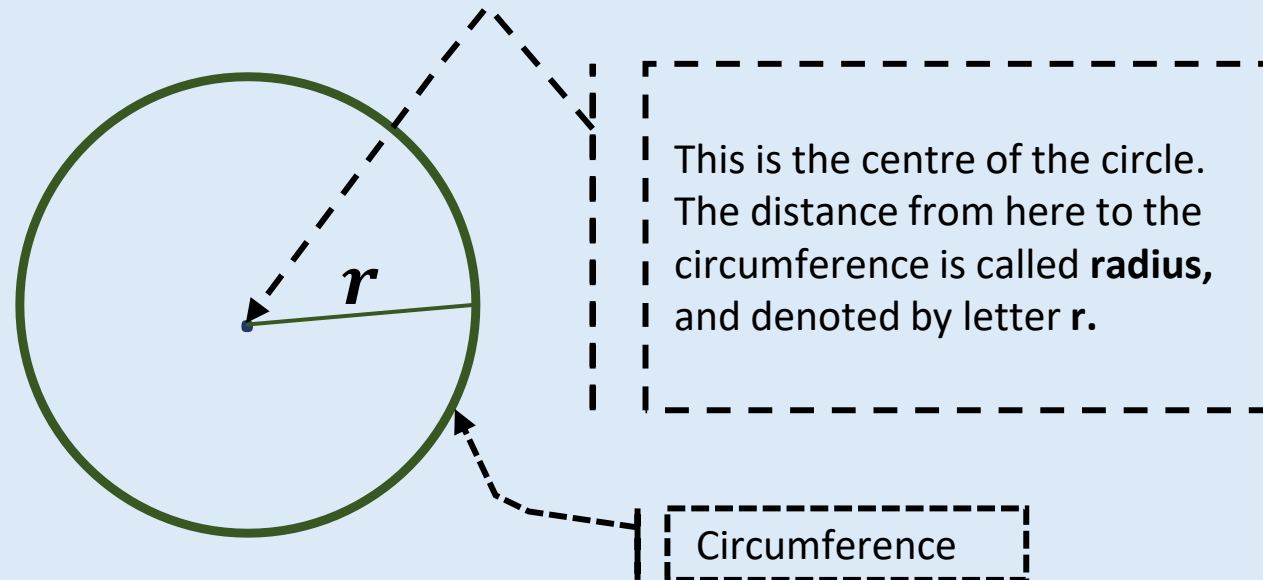 r
This is the centre of the circle.
The distance from here to the
circumference is called radius,
and denoted by letter r.
Circumference